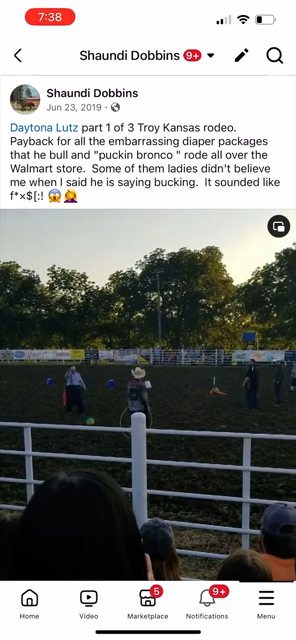 7:38
Shaundi Dobbins 9+
Shaundi Dobbins
Jun 23, 2019 ·
Daytona Lutz part 1 of 3 Troy Kansas rodeo.
Payback for all the embarrassing diaper packages
that he bull and "puckin bronco " rode all over the
Walmart store.  Some of them ladies didn't believe
me when I said he is saying bucking.  It sounded like
f*×$[:! 😱🤦‍♀️
5
9+
Home
Video
Marketplace
Notifications
Menu